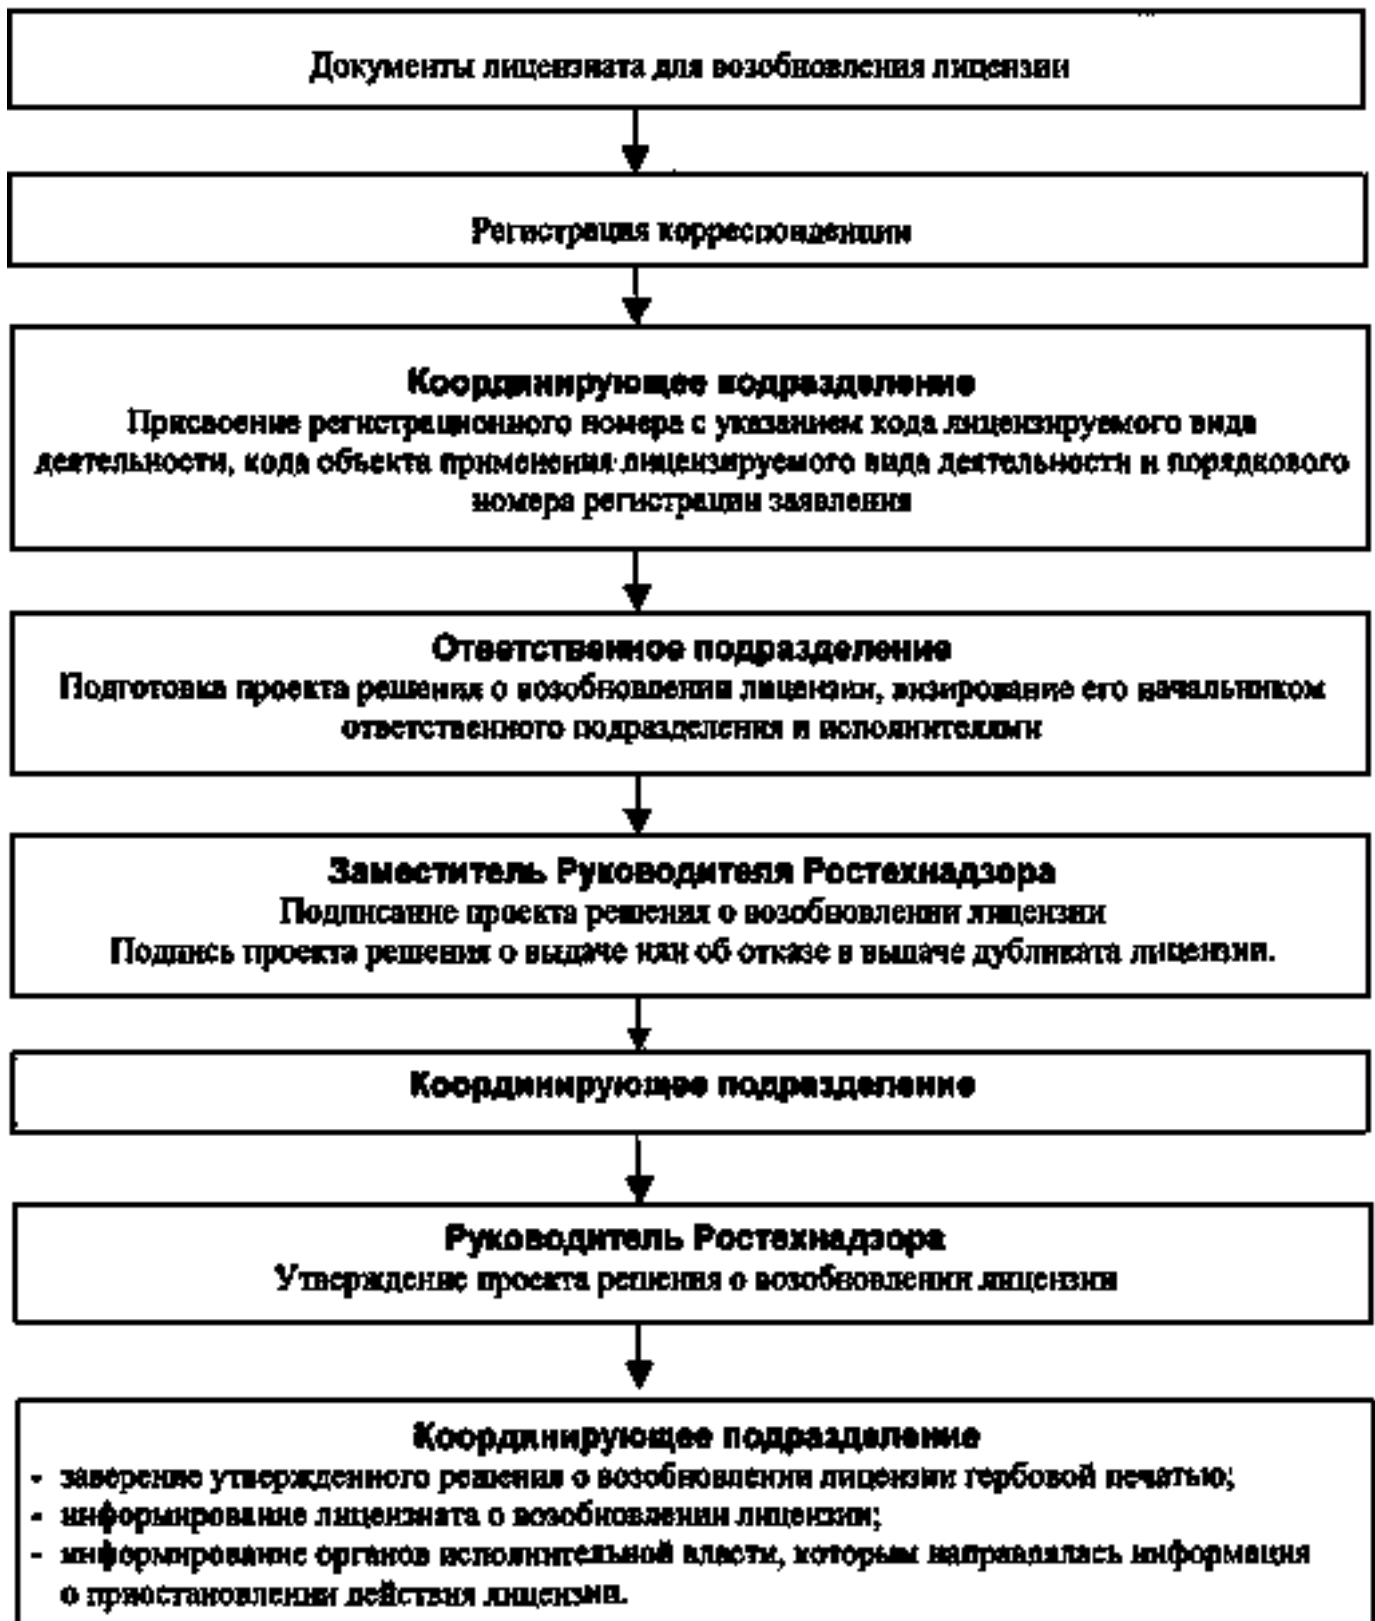 Документы лицензиата для возобновления лицензии
Регистрация корреспонденции
Координирующее подразделение
Присвоение регистрационного номера с указанием кода лицензируемого вида
деятельности, кода объекта применения лицензируемого вида деятельности и порядкового
номера регистрации заявления
Ответственное подразделение
Подготовка проекта решения о возобновлении лицензии, визирование его начальником
ответственного подразделения и исполнителями
Заместитель Руководителя Ростехнадзора
Подписание проекта решения о возобновлении лицензии
Подпись проекта решения о выдаче или об отказе в выдаче дубликата лицензии.
Координирующее подразделение
Руководитель Ростехнадзора
Утверждение проекта решения о возобновлении лицензии
Координирующее подразделение
- заверение утвержденного решения о возобновлении лицензии гербовой печатью;
- информирование лицензиата о возобновлении лицензии;
- информирование органов исполнительной власти, которым направлялась информация
о приостановлении действия лицензии.